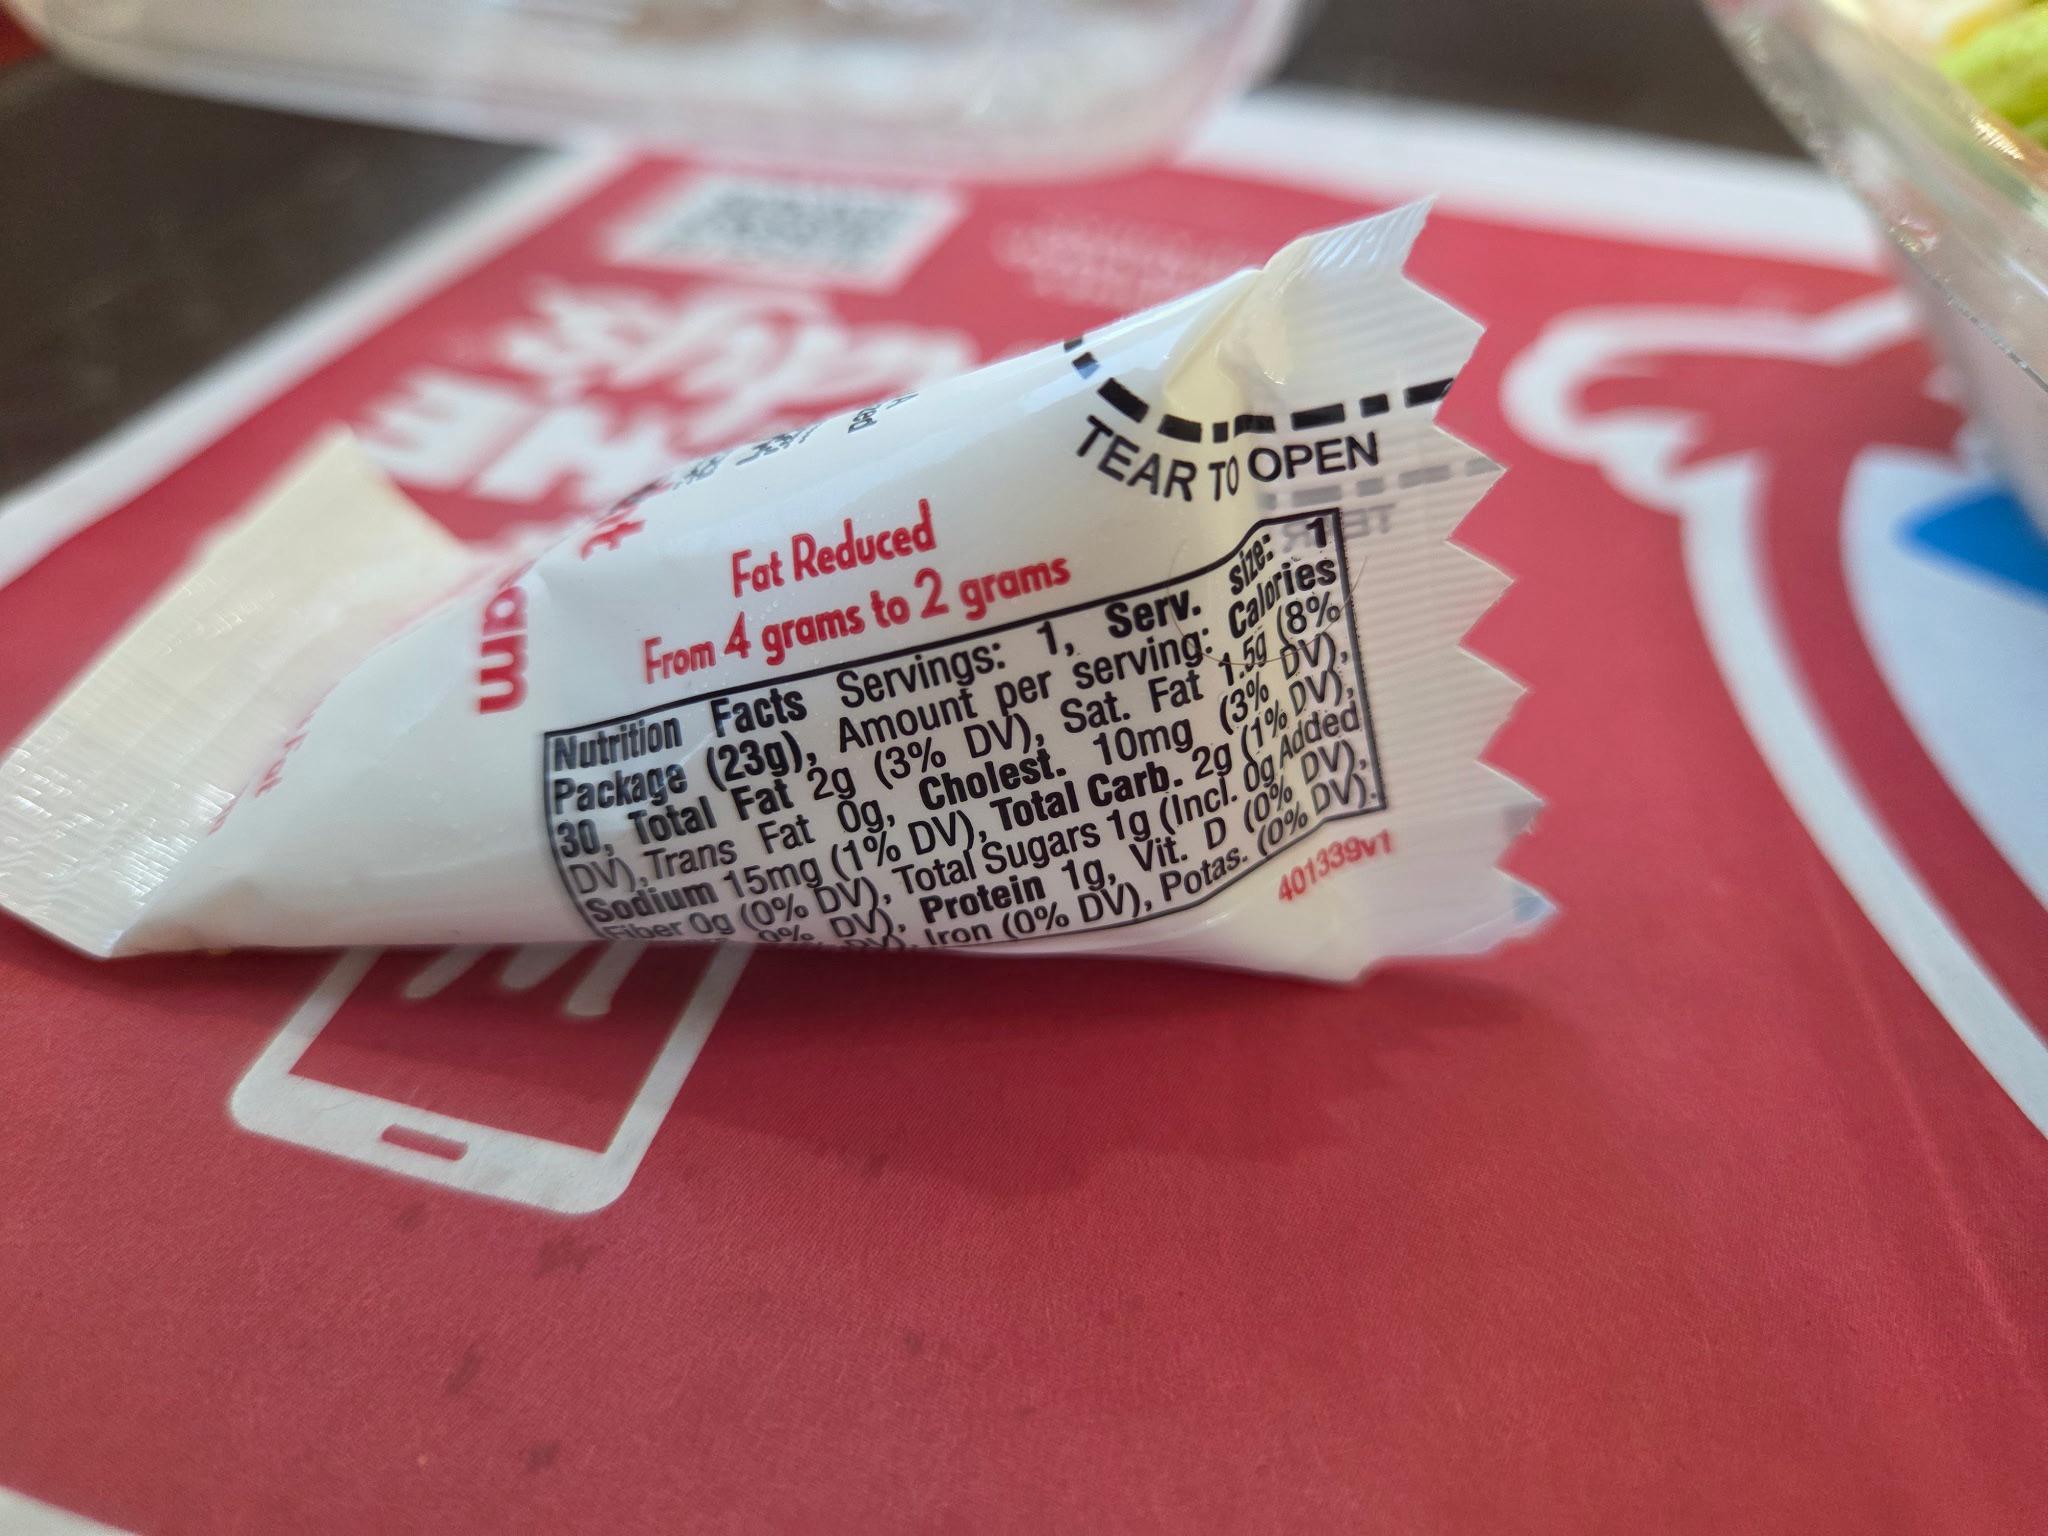 TEAR TO OPEN
Fat Reduced
From 4 grams to 2 grams
Nutrition Facts Servings: 1, Serv. size: 1
Package (23g), Amount per serving: Calories
30, Total Fat 2g (3% DV), Sat. Fat 1.5g (8%
DV), Trans Fat 0g, Cholest. 10mg (3% DV),
Sodium 15mg (1% DV), Total Carb. 2g (1% DV),
Fiber 0g (0% DV), Total Sugars 1g (Incl. 0g Added
0% DV), Protein 1g, Vit. D (0% DV),
DV), Iron (0% DV), Potas. (0% DV).
401339v1